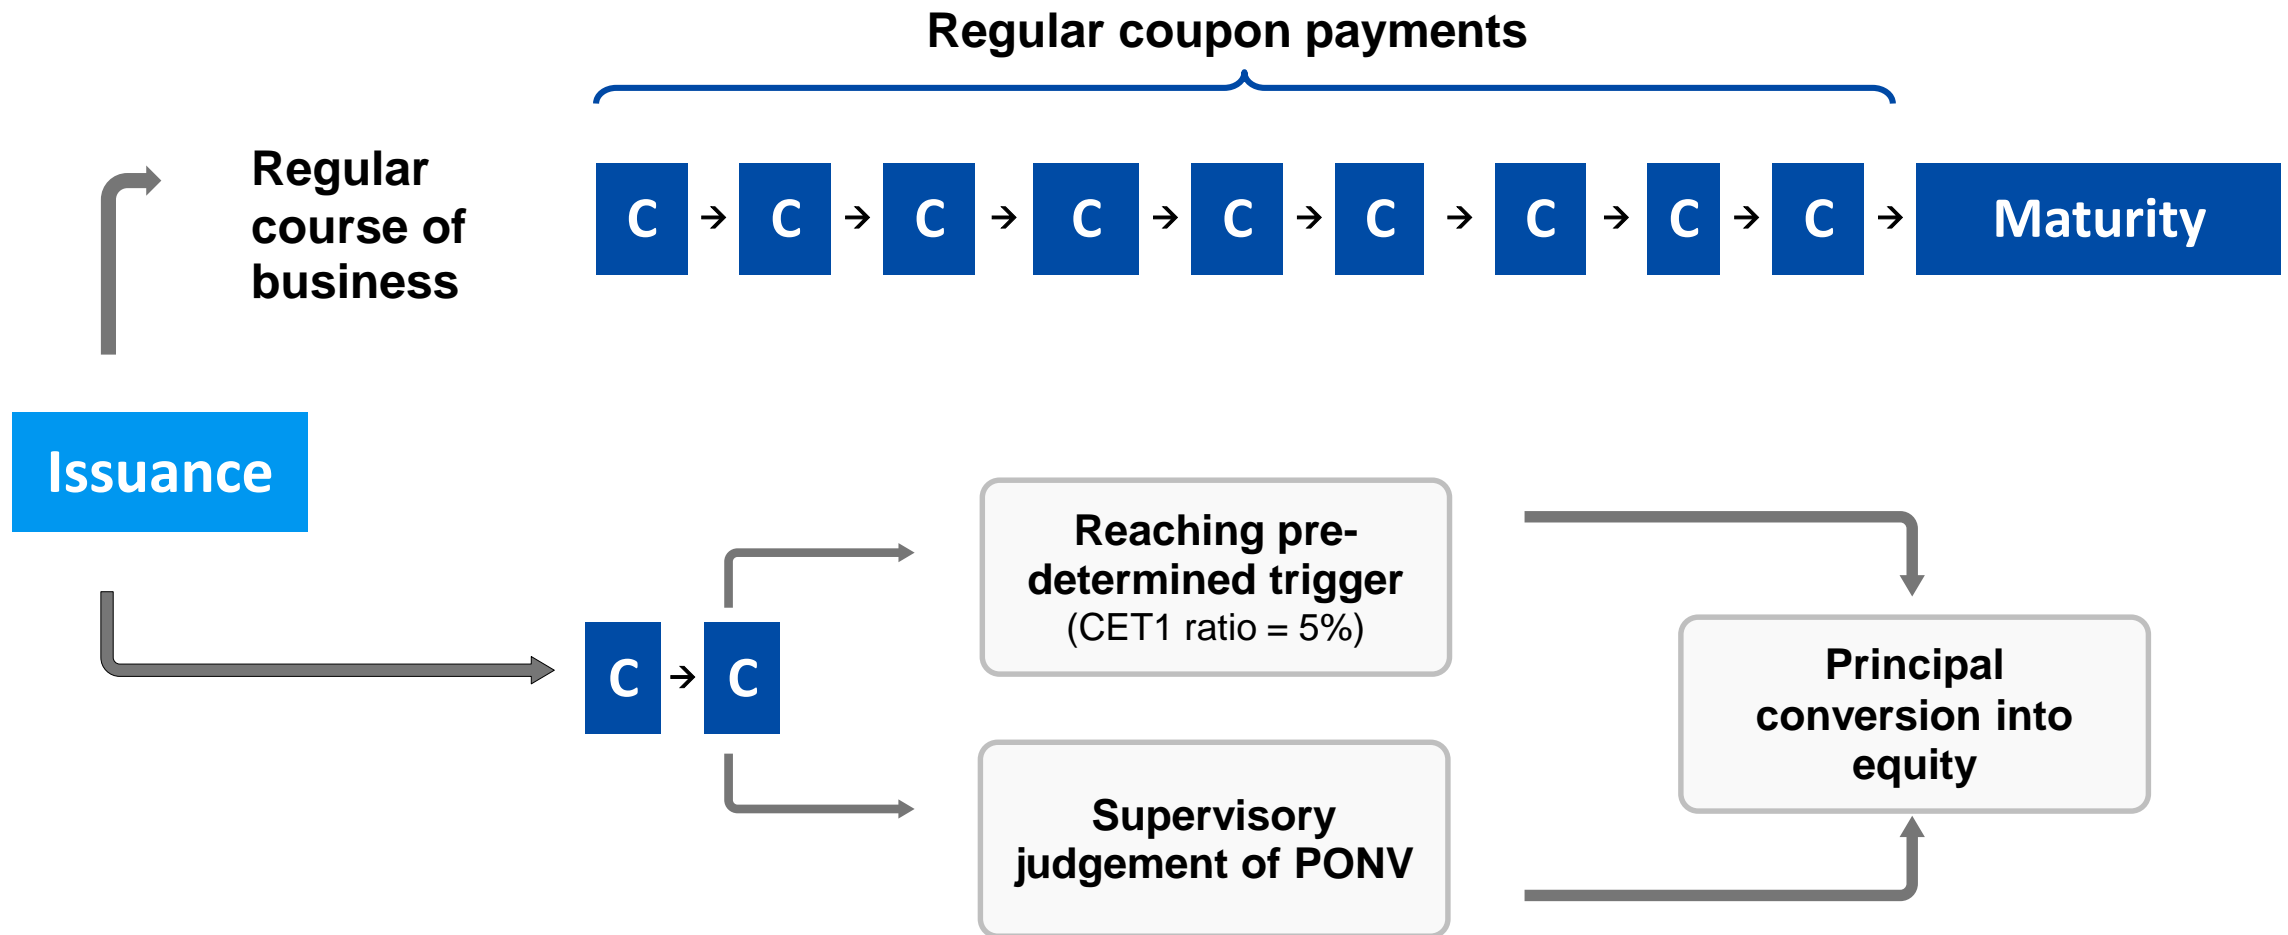 Regular coupon payments
Regular
course of
business
C → C → C → C → C → C → C → C → C → Maturity
Issuance
Reaching pre-
determined trigger
(CET1 ratio = 5%)
C → C
Principal
conversion into
equity
Supervisory
judgement of PONV